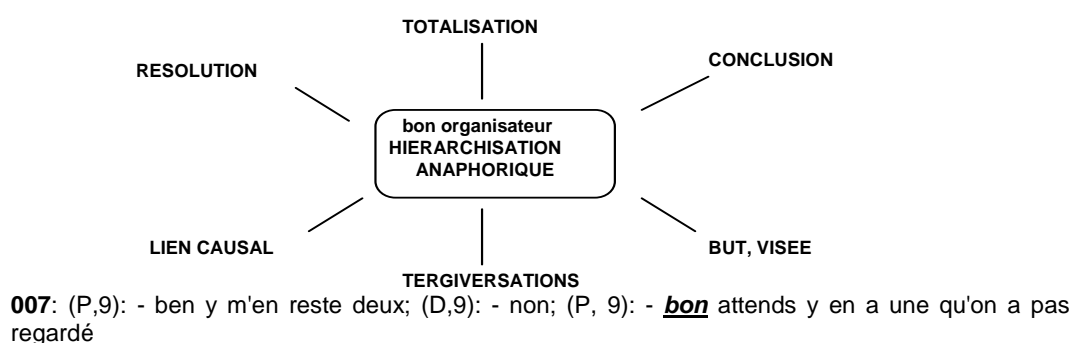 TOTALISATION
RESOLUTION
CONCLUSION
bon organisateur
HIERARCHISATION
ANAPHORIQUE
LIEN CAUSAL
BUT, VISEE
TERGIVERSATIONS
007: (P,9): - ben y m'en reste deux; (D,9): - non; (P, 9): - bon attends y en a une qu'on a pas
regardé